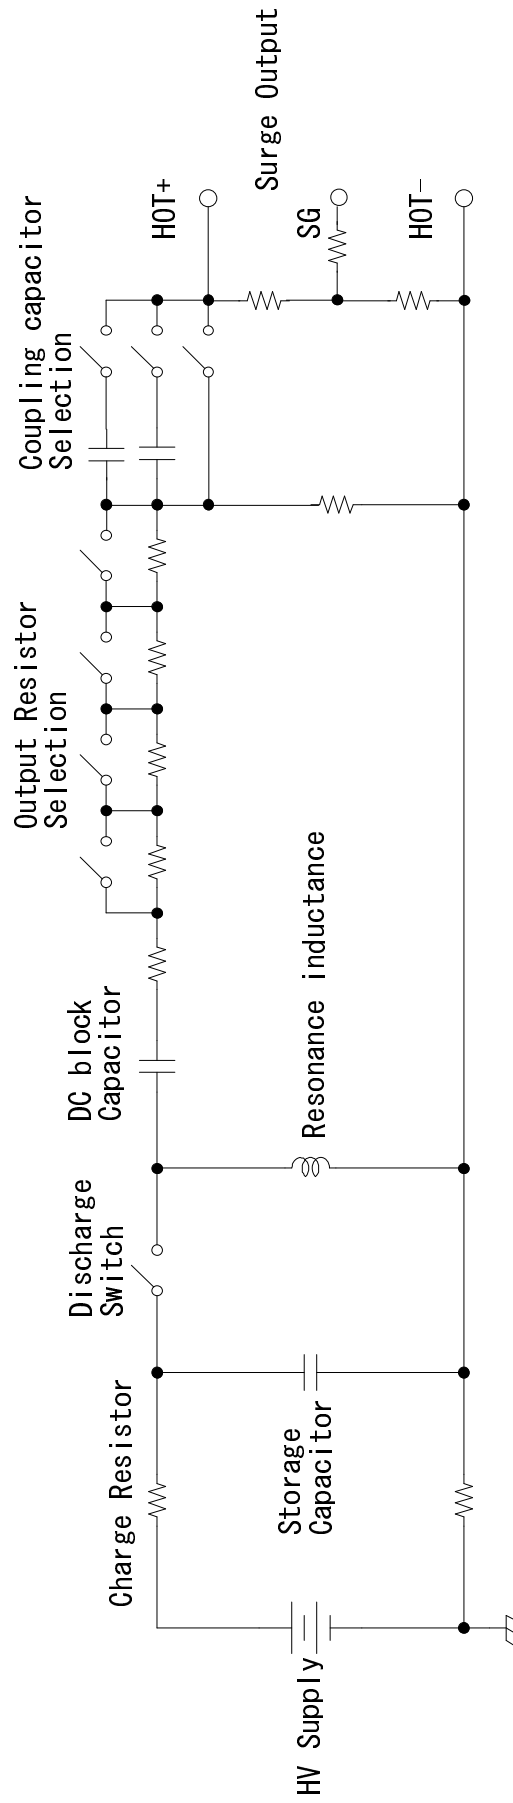 HV Supply
Charge Resistor
Storage
Capacitor
Discharge
Switch
DC block
Capacitor
Resonance inductance
Output Resistor
Selection
Coupling capacitor
Selection
HOT+
SG
HOT−
Surge Output